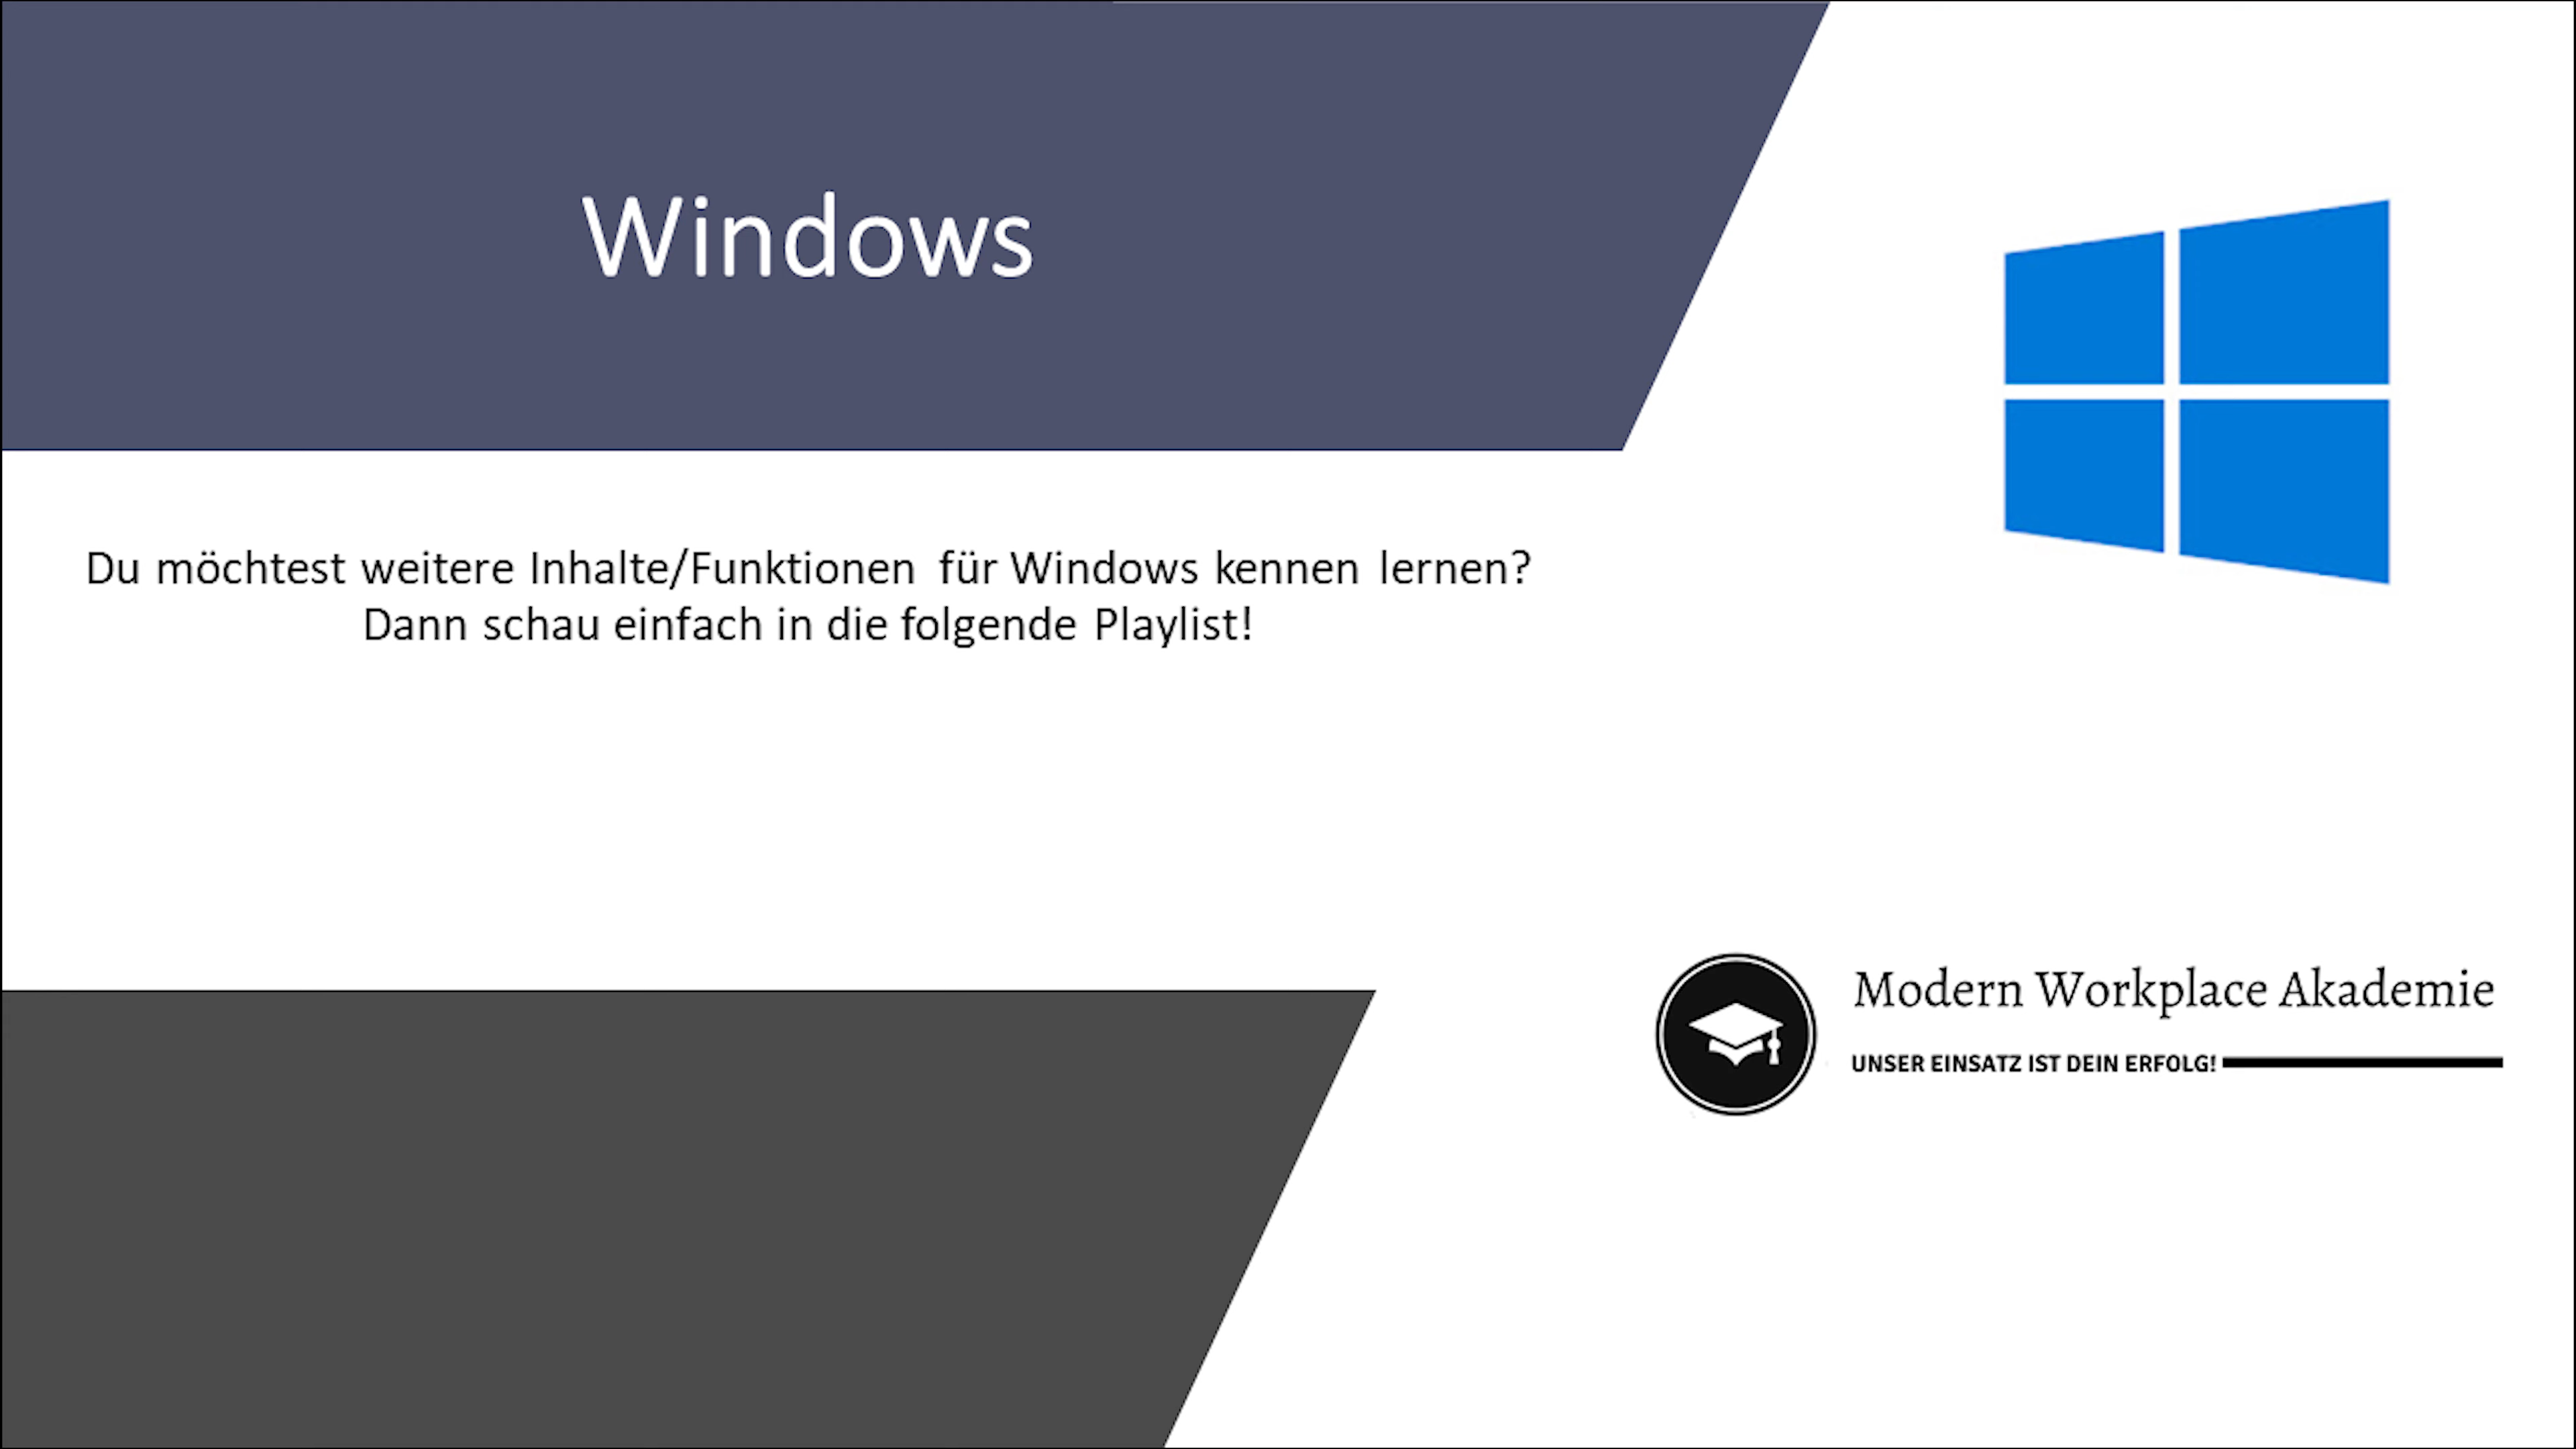 Windows
Du möchtest weitere Inhalte/Funktionen für Windows kennen lernen?
Dann schau einfach in die folgende Playlist!
Modern Workplace Akademie
UNSER EINSATZ IST DEIN ERFOLG!